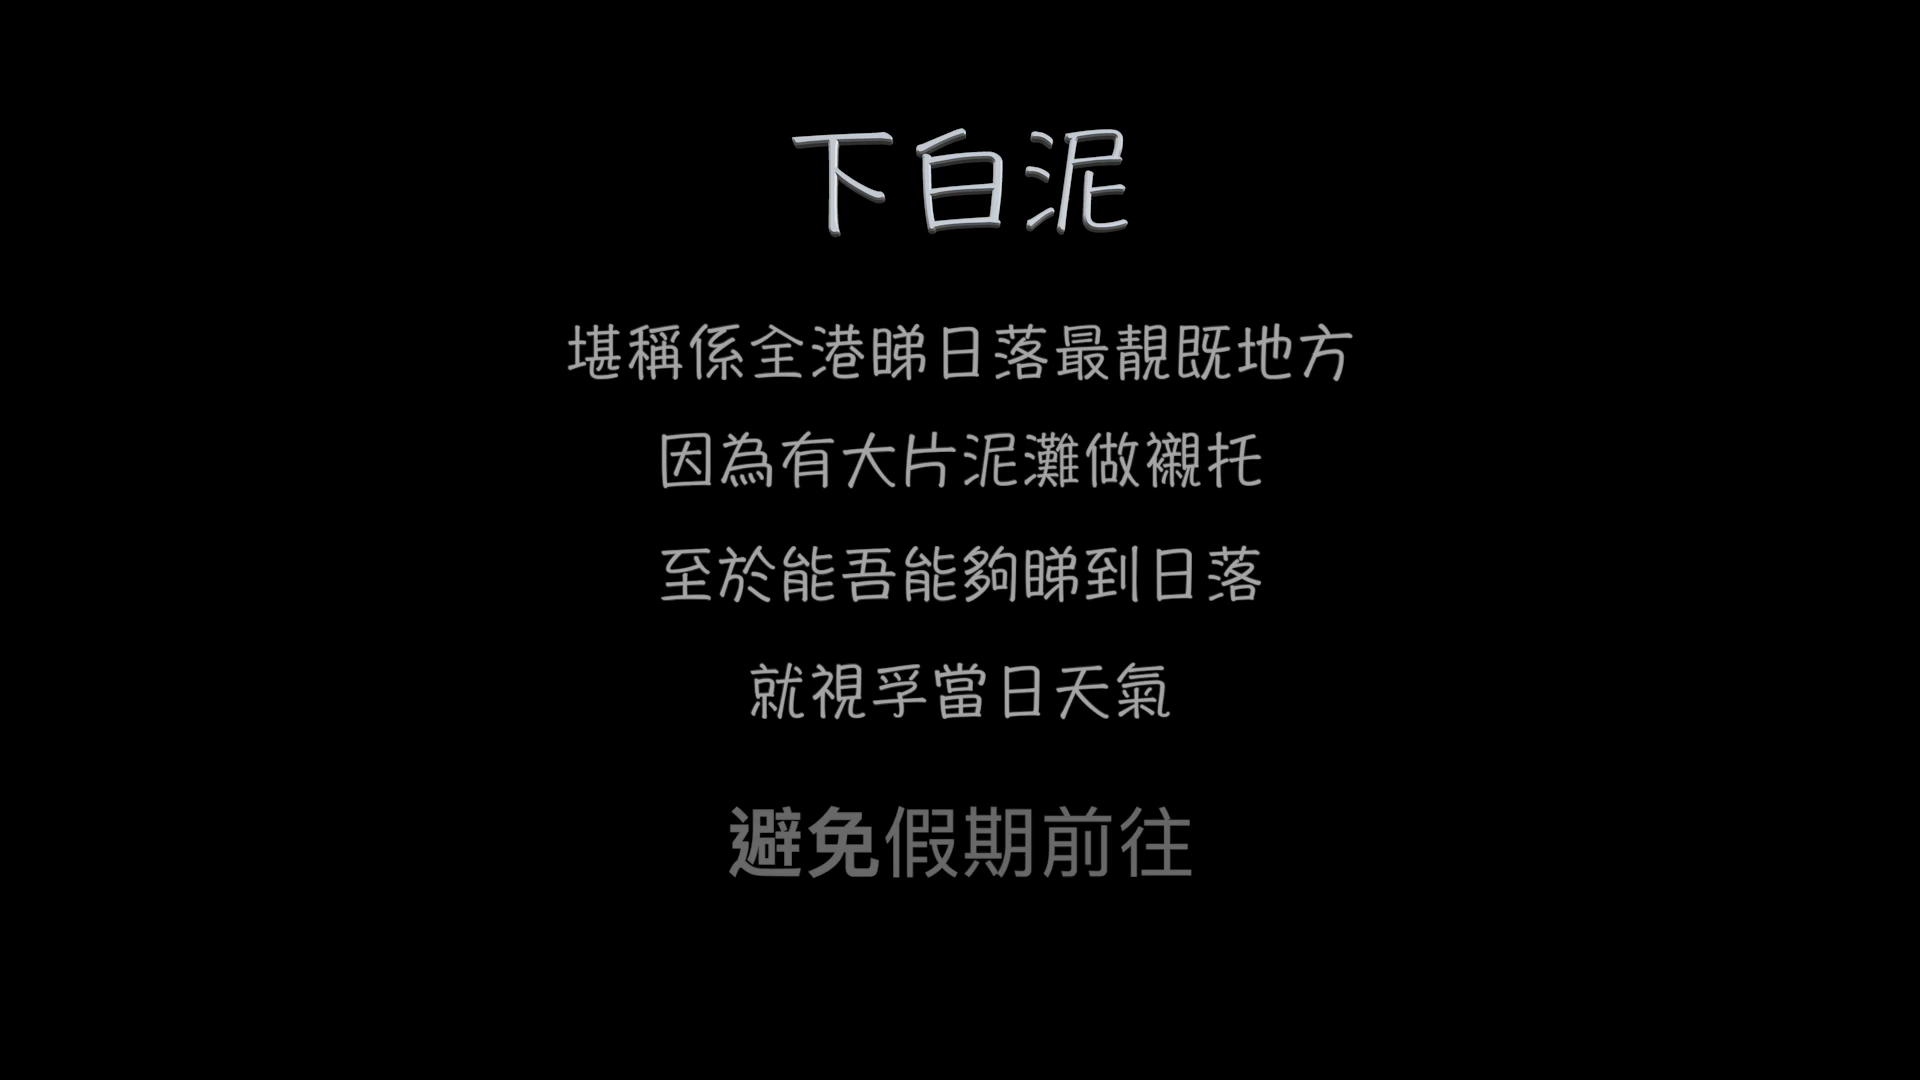 下白泥
堪稱係全港睇日落最靚既地方
因為有大片泥灘做襯托
至於能吾能夠睇到日落
就視孚當日天氣
避免假期前往